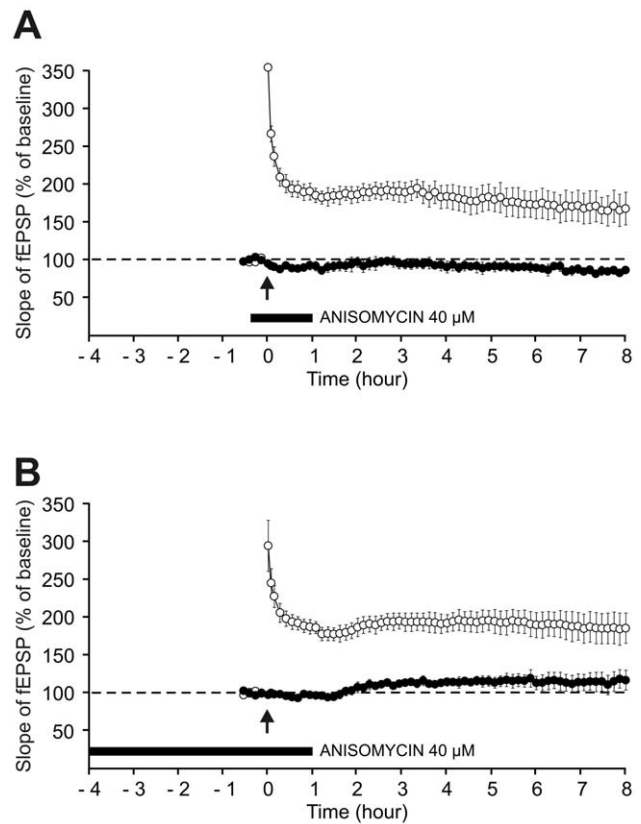 A
Slope of fEPSP (% of baseline)
350
300
250
200
150
100
50
ANISOMYCIN 40 µM
- 4 - 3 - 2 - 1 0 1 2 3 4 5 6 7 8
Time (hour)
B
Slope of fEPSP (% of baseline)
350
300
250
200
150
100
50
ANISOMYCIN 40 µM
- 4 - 3 - 2 - 1 0 1 2 3 4 5 6 7 8
Time (hour)